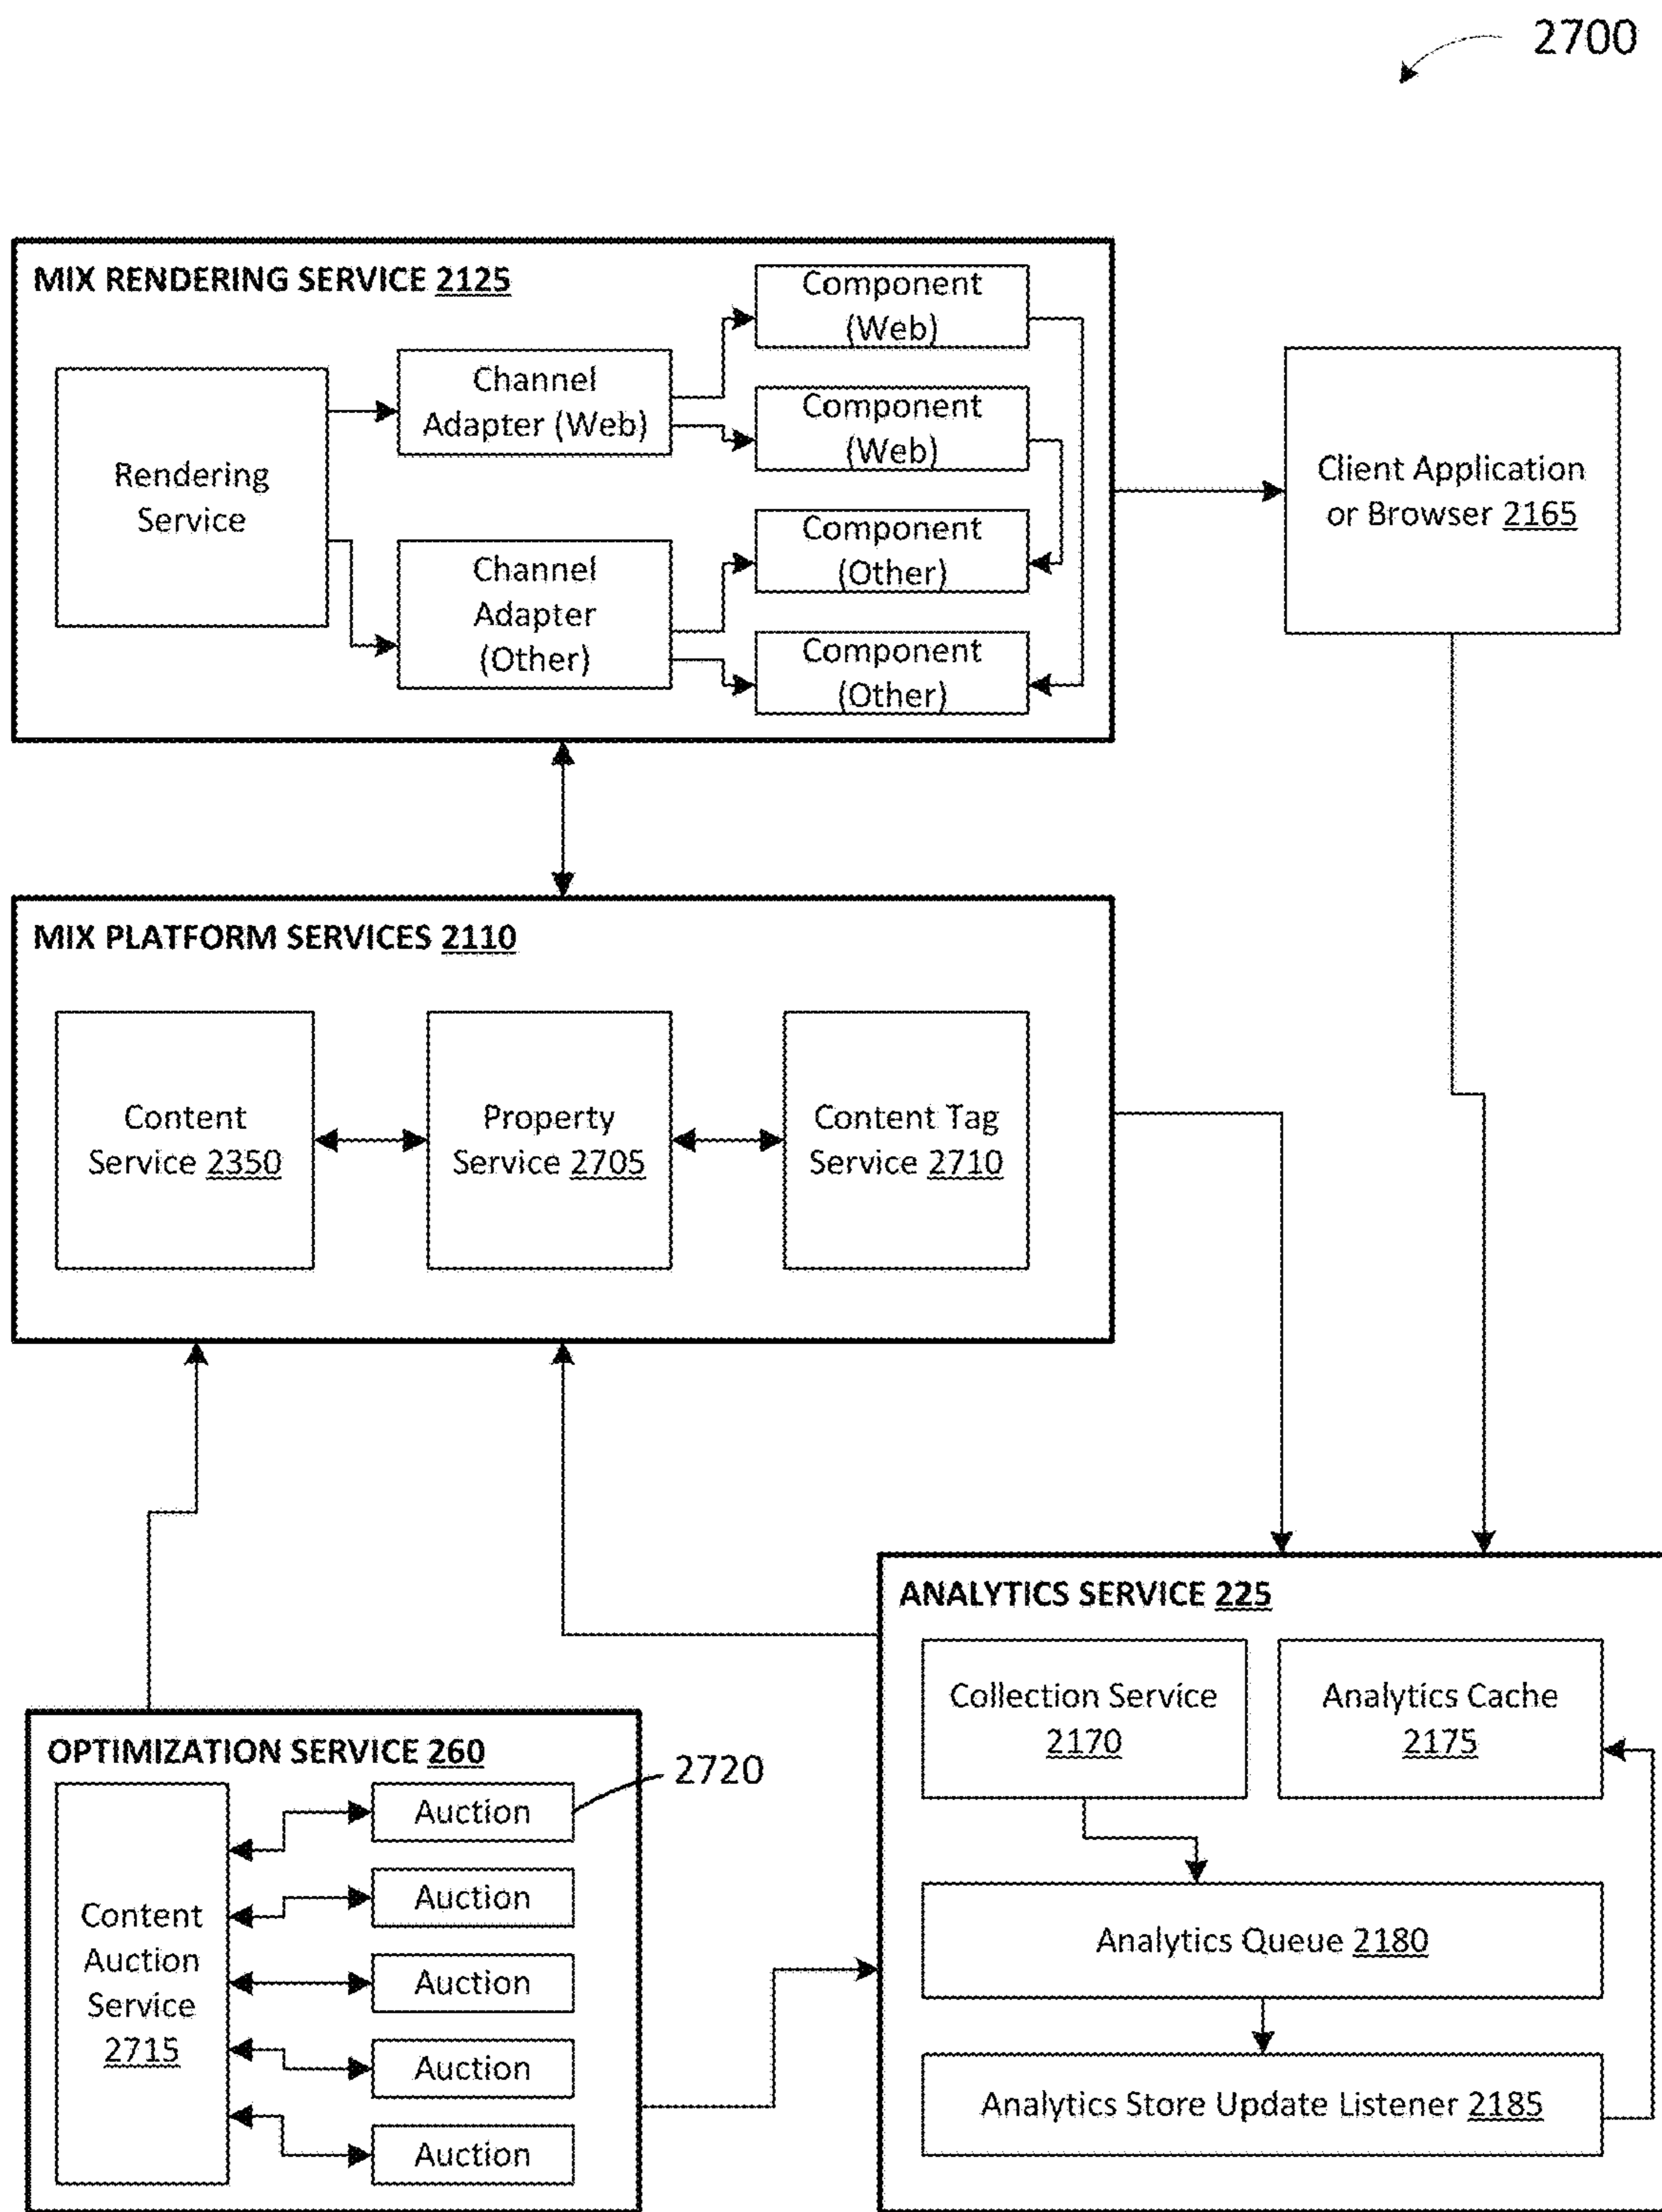 2700
MIX RENDERING SERVICE 2125
Rendering
Service
Channel
Adapter (Web)
Channel
Adapter
(Other)
Component
(Web)
Component
(Web)
Component
(Other)
Component
(Other)
Client Application
or Browser 2165
MIX PLATFORM SERVICES 2110
Content
Service 2350
Property
Service 2705
Content Tag
Service 2710
OPTIMIZATION SERVICE 260
Content
Auction
Service
2715
Auction
2720
Auction
Auction
Auction
Auction
ANALYTICS SERVICE 225
Collection Service
2170
Analytics Cache
2175
Analytics Queue 2180
Analytics Store Update Listener 2185